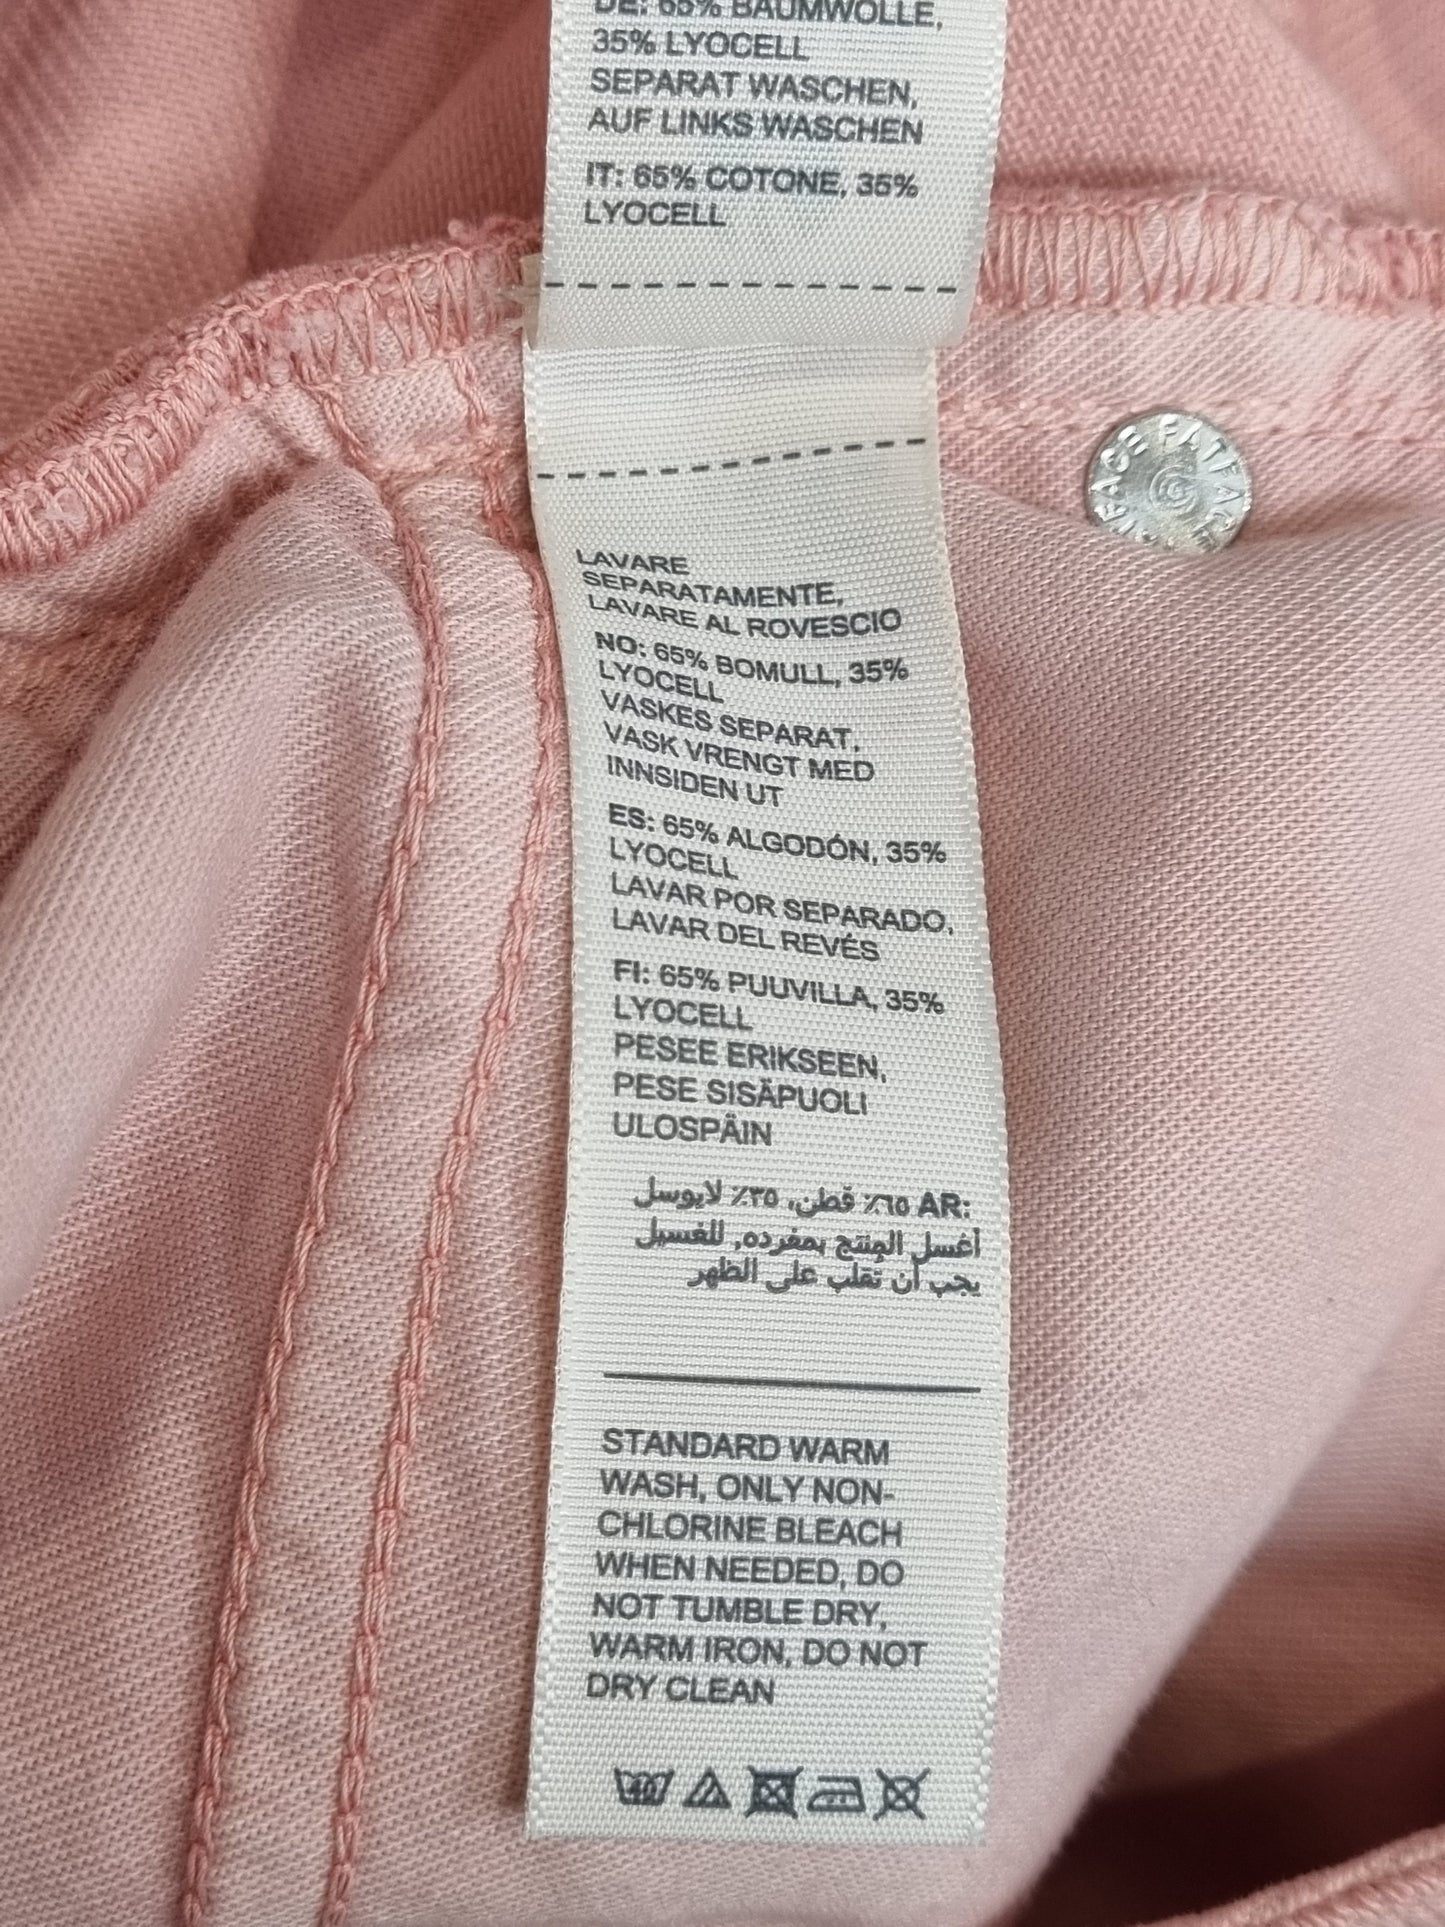 DE: 65% BAUMWOLLE,
35% LYOCELL
SEPARAT WASCHEN,
AUF LINKS WASCHEN
IT: 65% COTONE, 35%
LYOCELL
LAVARE
SEPARATAMENTE,
LAVARE AL ROVESCIO
NO: 65% BOMULL, 35%
LYOCELL
VASKES SEPARAT,
VASK VRENGT MED
INNSIDEN UT
ES: 65% ALGODÓN, 35%
LYOCELL
LAVAR POR SEPARADO,
LAVAR DEL REVÉS
FI: 65% PUUVILLA, 35%
LYOCELL
PESEE ERIKSEEN,
PESE SISÄPUOLI
ULOSPÄIN
AR: ٦٥٪ قطن، ٣٥٪ لايوسل
أغسل المنتج بمفرده, للغسيل
يجب أن تُقلب على الظهر
STANDARD WARM
WASH, ONLY NON-
CHLORINE BLEACH
WHEN NEEDED, DO
NOT TUMBLE DRY,
WARM IRON, DO NOT
DRY CLEAN
40
FACE